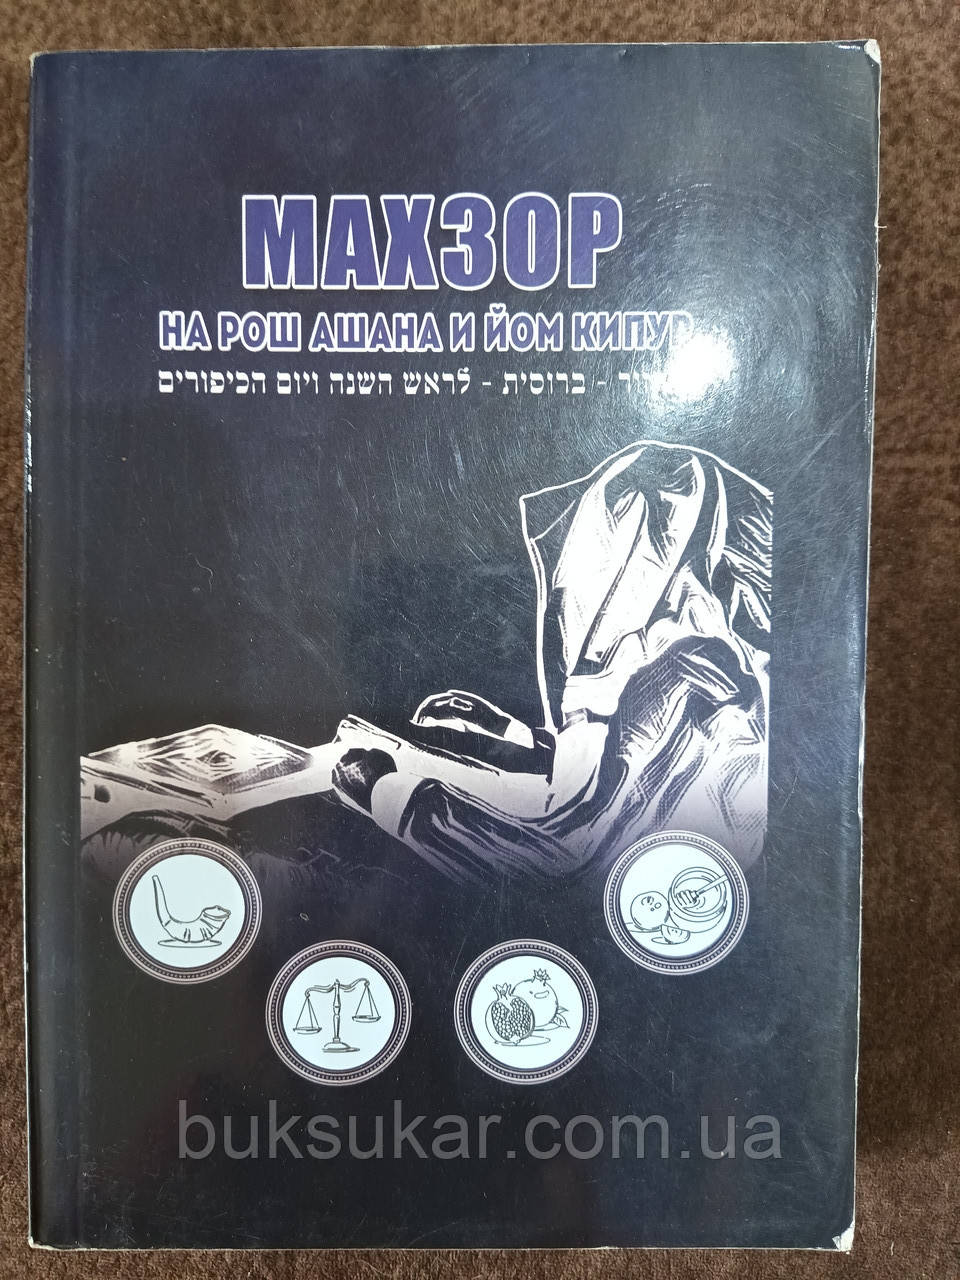 МАХЗОР
НА РОШ АШАНА И ЙОМ КИПУР
- ברוסית - לראש השנה ויום הכיפורים
buksukar.com.ua